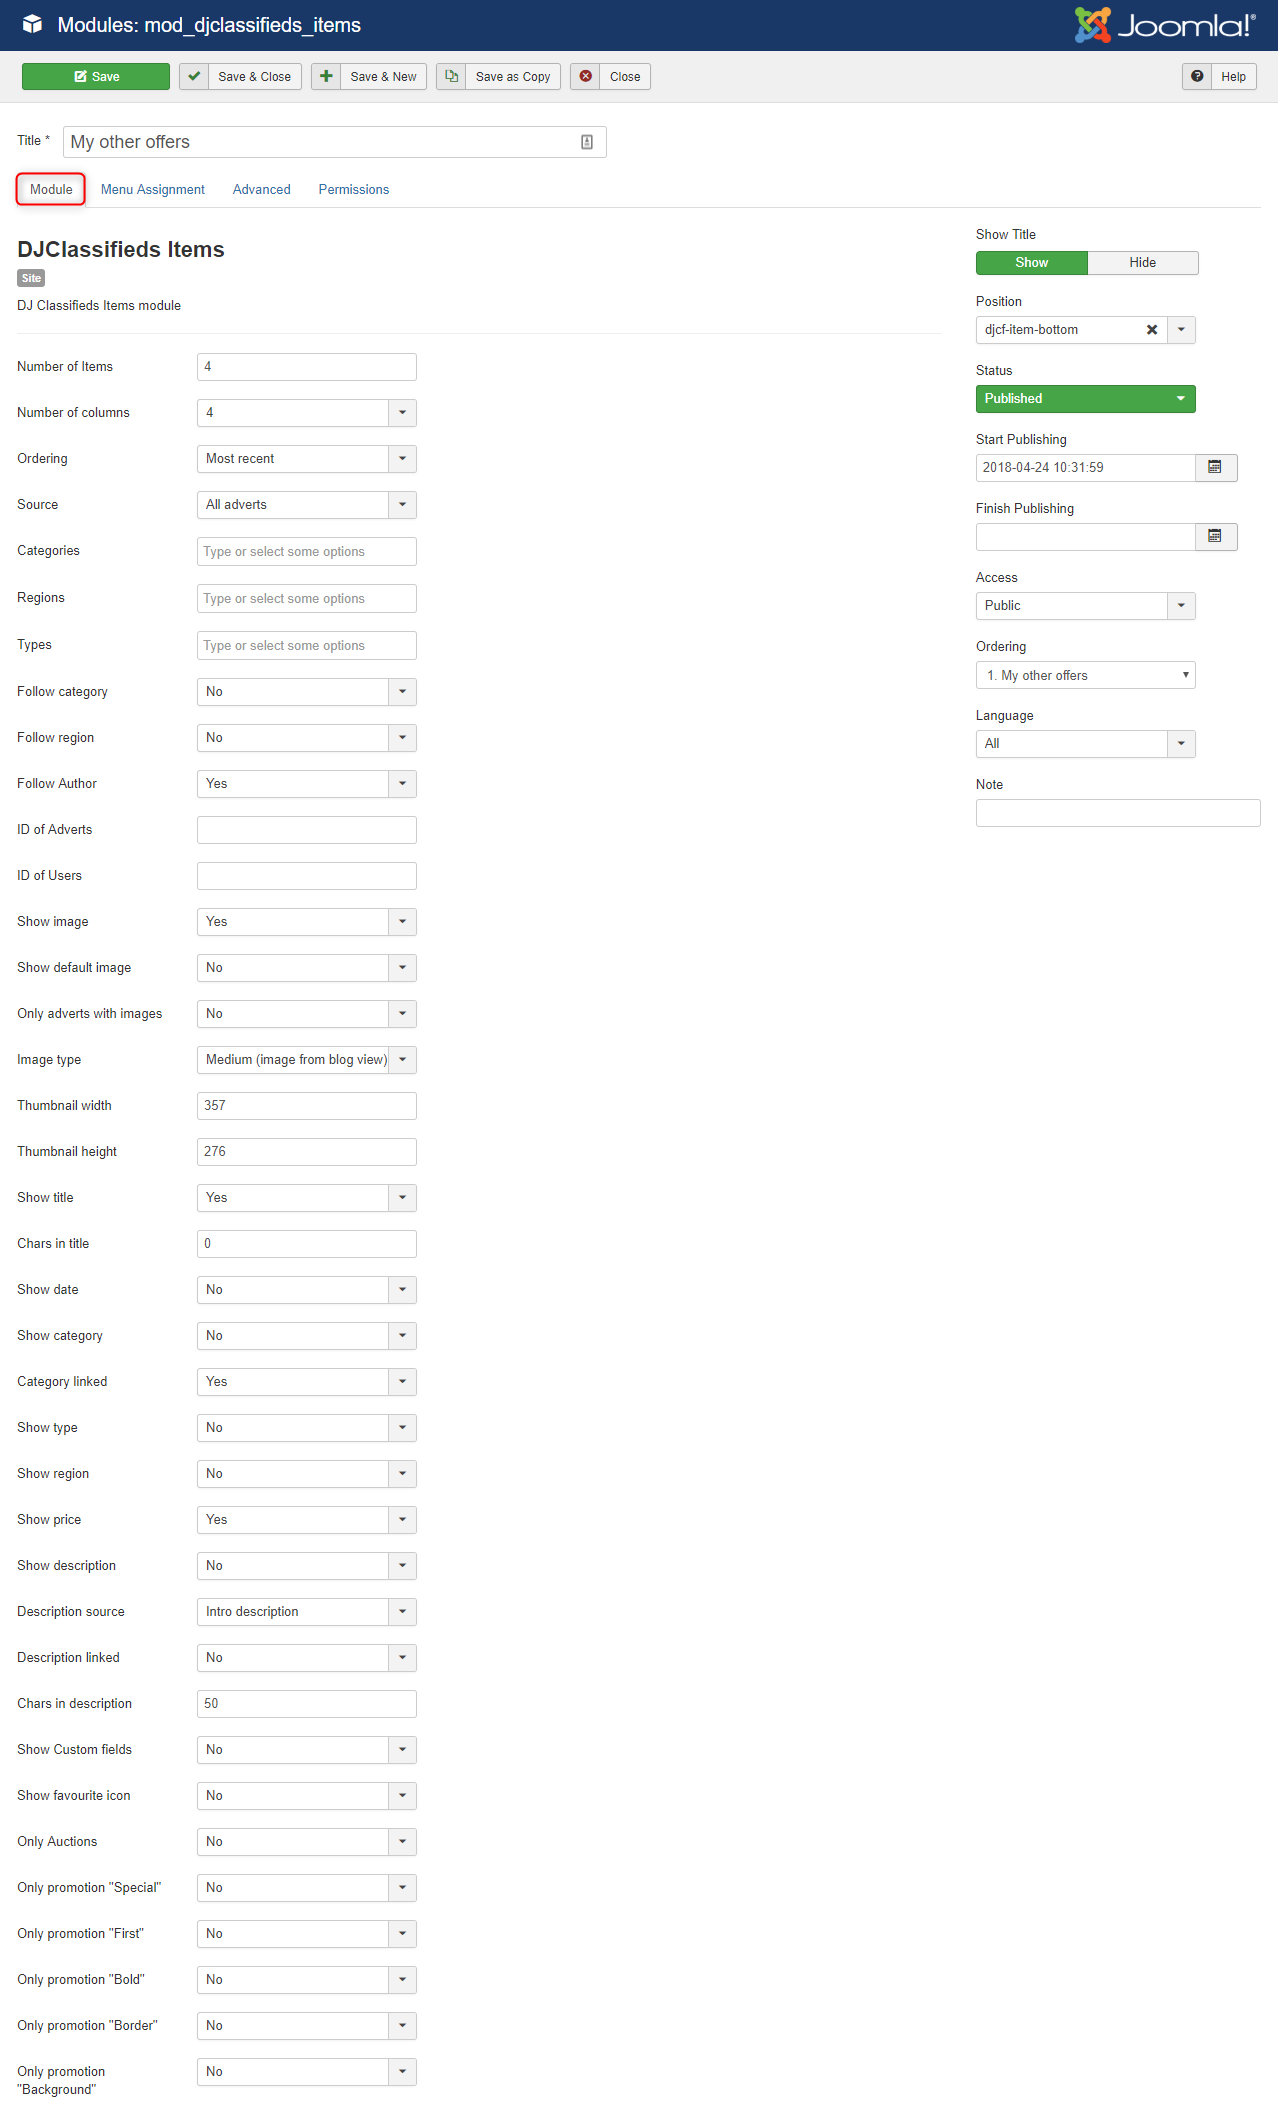 Modules: mod_djclassifieds_items
Joomla!®
Save
Save & Close
Save & New
Save as Copy
Close
Help
Title *
My other offers
Module
Menu Assignment
Advanced
Permissions
DJClassifieds Items
Site
DJ Classifieds Items module
Number of Items
4
Number of columns
4
Ordering
Most recent
Source
All adverts
Categories
Type or select some options
Regions
Type or select some options
Types
Type or select some options
Follow category
No
Follow region
No
Follow Author
Yes
ID of Adverts
ID of Users
Show image
Yes
Show default image
No
Only adverts with images
No
Image type
Medium (image from blog view)
Thumbnail width
357
Thumbnail height
276
Show title
Yes
Chars in title
0
Show date
No
Show category
No
Category linked
Yes
Show type
No
Show region
No
Show price
Yes
Show description
No
Description source
Intro description
Description linked
No
Chars in description
50
Show Custom fields
No
Show favourite icon
No
Only Auctions
No
Only promotion "Special"
No
Only promotion "First"
No
Only promotion "Bold"
No
Only promotion "Border"
No
Only promotion
"Background"
No
Show Title
Show
Hide
Position
djcf-item-bottom
Status
Published
Start Publishing
2018-04-24 10:31:59
Finish Publishing
Access
Public
Ordering
1. My other offers
Language
All
Note